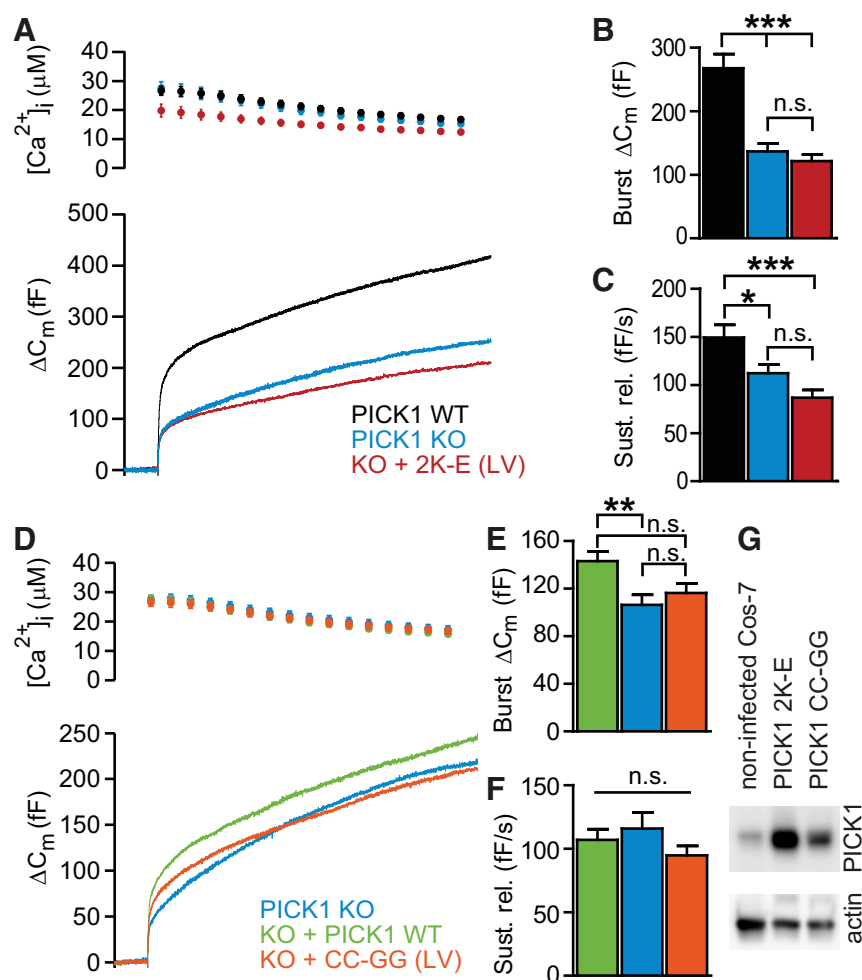 A
[Ca2+]i (μM)
40
30
20
10
0
ΔCm (fF)
500
400
300
200
100
0
PICK1 WT
PICK1 KO
KO + 2K-E (LV)
B
Burst ΔCm (fF)
300
200
100
0
***
n.s.
C
Sust. rel. (fF/s)
200
150
100
50
0
***
*
n.s.
D
[Ca2+]i (μM)
40
30
20
10
0
ΔCm (fF)
250
200
150
100
50
0
PICK1 KO
KO + PICK1 WT
KO + CC-GG (LV)
E
Burst ΔCm (fF)
160
120
80
40
0
**
n.s.
n.s.
F
Sust. rel. (fF/s)
150
100
50
0
n.s.
G
non-infected Cos-7
PICK1 2K-E
PICK1 CC-GG
PICK1
actin